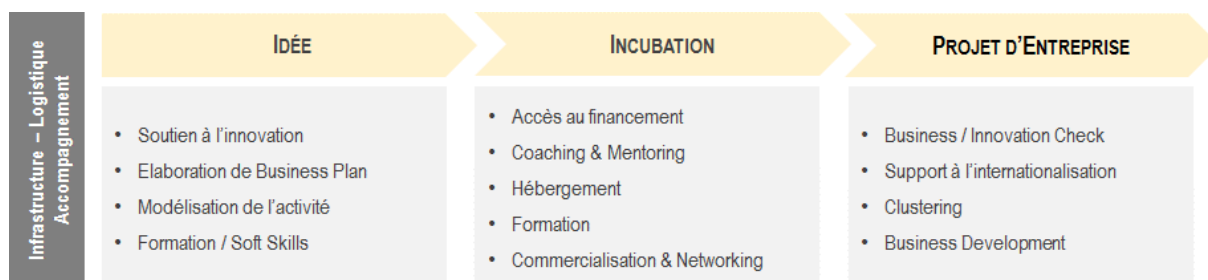 Infrastructure – Logistique
Accompagnement
IDÉE
• Soutien à l'innovation
• Elaboration de Business Plan
• Modélisation de l'activité
• Formation / Soft Skills
INCUBATION
• Accès au financement
• Coaching & Mentoring
• Hébergement
• Formation
• Commercialisation & Networking
PROJET D'ENTREPRISE
• Business / Innovation Check
• Support à l'internationalisation
• Clustering
• Business Development